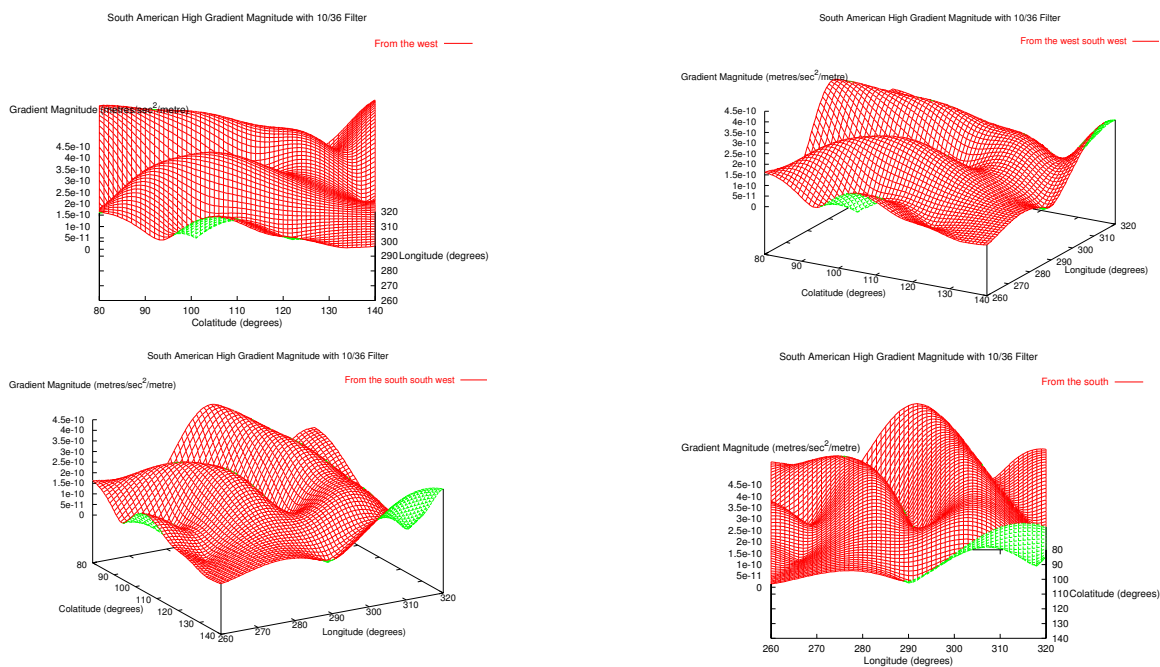 South American High Gradient Magnitude with 10/36 Filter
From the west
Gradient Magnitude (metres/sec²/metre)
4.5e-10
4e-10
3.5e-10
3e-10
2.5e-10
2e-10
1.5e-10
1e-10
5e-11
0
320
310
300
290
280
270
260
Longitude (degrees)
80 90 100 110 120 130 140
Colatitude (degrees)
South American High Gradient Magnitude with 10/36 Filter
From the west south west
Gradient Magnitude (metres/sec²/metre)
4.5e-10
4e-10
3.5e-10
3e-10
2.5e-10
2e-10
1.5e-10
1e-10
5e-11
0
80 90 100 110 120 130 140
Colatitude (degrees)
260 270 280 290 300 310 320
Longitude (degrees)
South American High Gradient Magnitude with 10/36 Filter
From the south south west
Gradient Magnitude (metres/sec²/metre)
4.5e-10
4e-10
3.5e-10
3e-10
2.5e-10
2e-10
1.5e-10
1e-10
5e-11
0
80 90 100 110 120 130 140
Colatitude (degrees)
260 270 280 290 300 310 320
Longitude (degrees)
South American High Gradient Magnitude with 10/36 Filter
From the south
Gradient Magnitude (metres/sec²/metre)
4.5e-10
4e-10
3.5e-10
3e-10
2.5e-10
2e-10
1.5e-10
1e-10
5e-11
0
80
90
100
110
120
130
140
Colatitude (degrees)
260 270 280 290 300 310 320
Longitude (degrees)